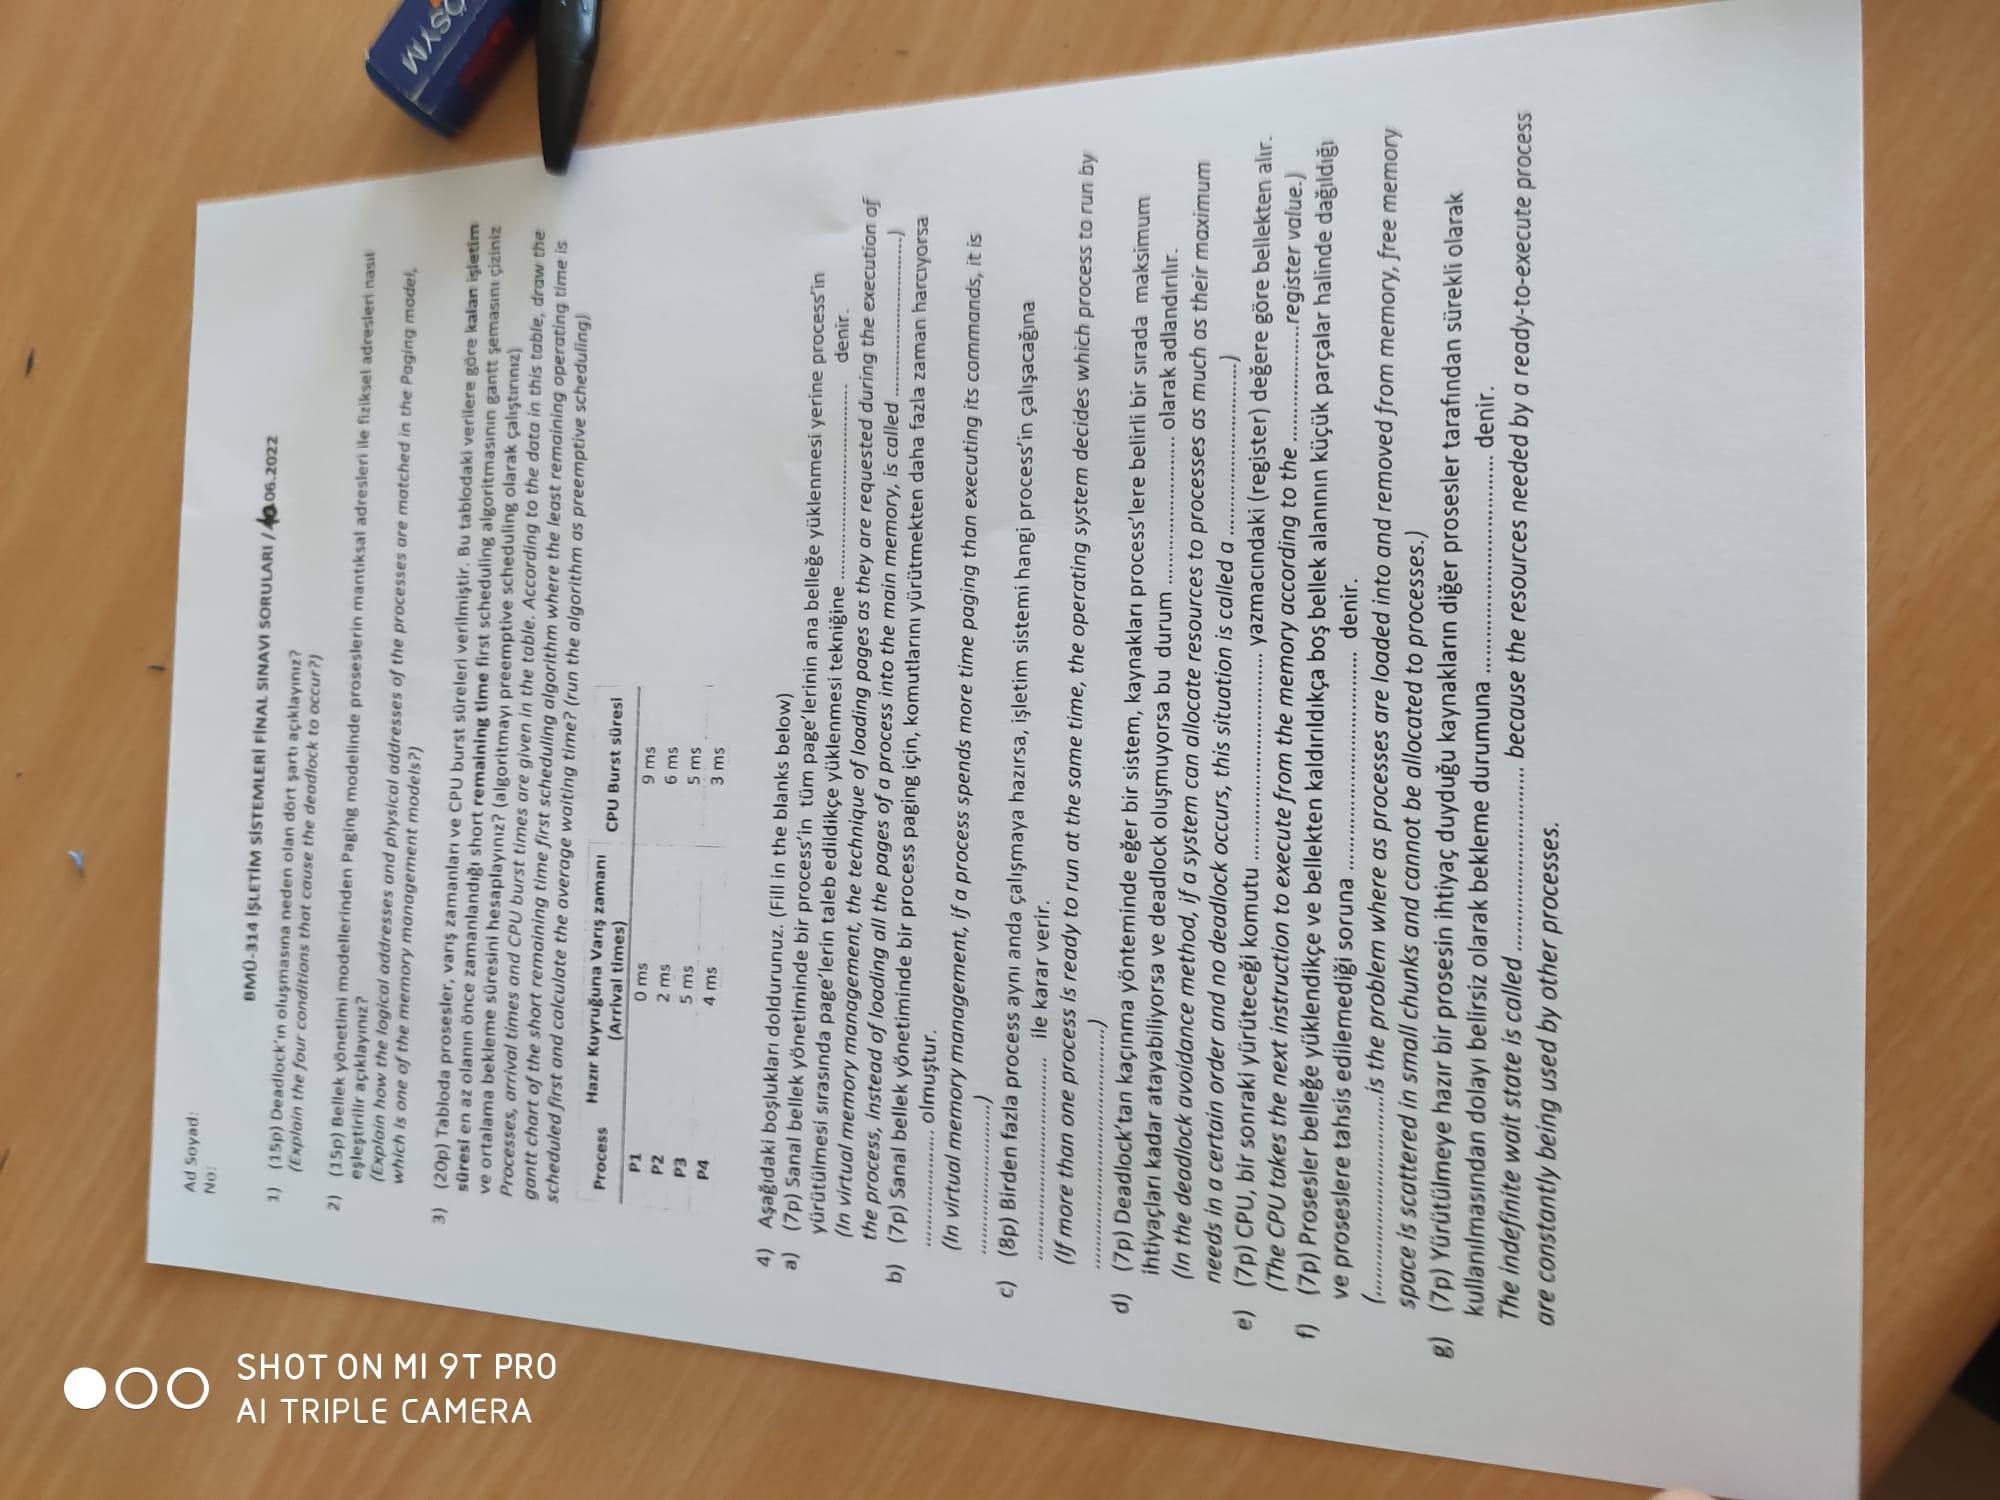 Ad Soyad:
No:
BMÜ-314 İŞLETİM SİSTEMLERİ FİNAL SINAVI SORULARI / 06.2022
1) (15p) Deadlock'ın oluşmasına neden olan dört şartı açıklayınız?
(Explain the four conditions that cause the deadlock to occur?)
2) (15p) Bellek yönetimi modellerinden Paging modelinde proseslerin mantıksal adresleri ile fiziksel adresleri nasıl
eşleştirilir açıklayınız?
(Explain how the logical addresses and physical addresses of the processes are matched in the Paging model,
which is one of the memory management models?)
3) (20p) Tabloda prosesler, varış zamanları ve CPU burst süreleri verilmiştir. Bu tablodaki verilere göre kalan işletim
süresi en az olanın önce zamanlandığı short remaining time first scheduling algoritmasının gantt şemasını çiziniz
ve ortalama bekleme süresini hesaplayınız? (algoritmayı preemptive scheduling olarak çalıştırınız)
Processes, arrival times and CPU burst times are given in the table. According to the data in this table, draw the
gantt chart of the short remaining time first scheduling algorithm where the least remaining operating time is
scheduled first and calculate the average waiting time? (run the algorithm as preemptive scheduling)
Process Hazır Kuyruğuna Varış zamanı CPU Burst süresi
(Arrival times)
P1 0 ms 9 ms
P2 2 ms 6 ms
P3 5 ms 5 ms
P4 4 ms 3 ms
4) Aşağıdaki boşlukları doldurunuz. (Fill in the blanks below)
a) (7p) Sanal bellek yönetiminde bir process'in tüm page'lerinin ana belleğe yüklenmesi yerine process'in
yürütülmesi sırasında page'lerin taleb edildikçe yüklenmesi tekniğine .................................. denir.
(In virtual memory management, the technique of loading pages as they are requested during the execution of
the process, instead of loading all the pages of a process into the main memory, is called ........................)
b) (7p) Sanal bellek yönetiminde bir process paging için, komutlarını yürütmekten daha fazla zaman harcıyorsa
.................. olmuştur.
(In virtual memory management, if a process spends more time paging than executing its commands, it is
........................)
c) (8p) Birden fazla process aynı anda çalışmaya hazırsa, işletim sistemi hangi process'in çalışacağına
.............................. ile karar verir.
(If more than one process is ready to run at the same time, the operating system decides which process to run by
......................................)
d) (7p) Deadlock'tan kaçınma yönteminde eğer bir sistem, kaynakları process'lere belirli bir sırada maksimum
ihtiyaçları kadar atayabiliyorsa ve deadlock oluşmuyorsa bu durum ...................... olarak adlandırılır.
(In the deadlock avoidance method, if a system can allocate resources to processes as much as their maximum
needs in a certain order and no deadlock occurs, this situation is called a ..........................)
e) (7p) CPU, bir sonraki yürüteceği komutu ................................ yazmacındaki (register) değere göre bellekten alır.
(The CPU takes the next instruction to execute from the memory according to the ...................register value.)
f) (7p) Prosesler belleğe yüklendikçe ve bellekten kaldırıldıkça boş bellek alanının küçük parçalar halinde dağıldığı
ve proseslere tahsis edilemediği soruna ................................ denir.
(................................is the problem where as processes are loaded into and removed from memory, free memory
space is scattered in small chunks and cannot be allocated to processes.)
g) (7p) Yürütülmeye hazır bir prosesin ihtiyaç duyduğu kaynakların diğer prosesler tarafından sürekli olarak
kullanılmasından dolayı belirsiz olarak bekleme durumuna ................................ denir.
The indefinite wait state is called ............................ because the resources needed by a ready-to-execute process
are constantly being used by other processes.
ÖSYM
SHOT ON MI 9T PRO
AI TRIPLE CAMERA